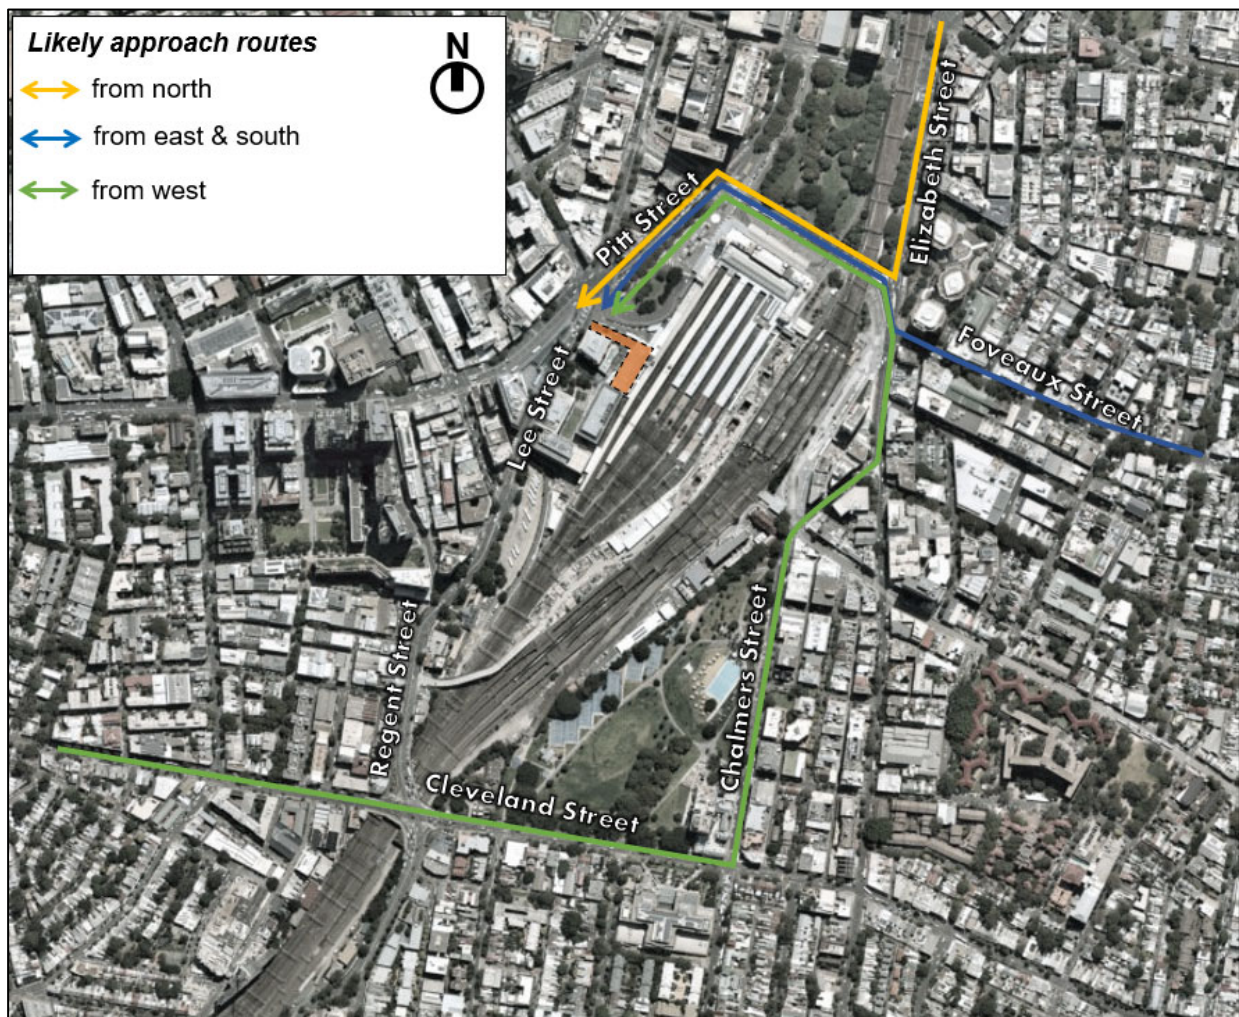 Likely approach routes
N
from north
from east & south
from west
Pitt Street
Elizabeth Street
Foveaux Street
Lee Street
Regent Street
Chalmers Street
Cleveland Street